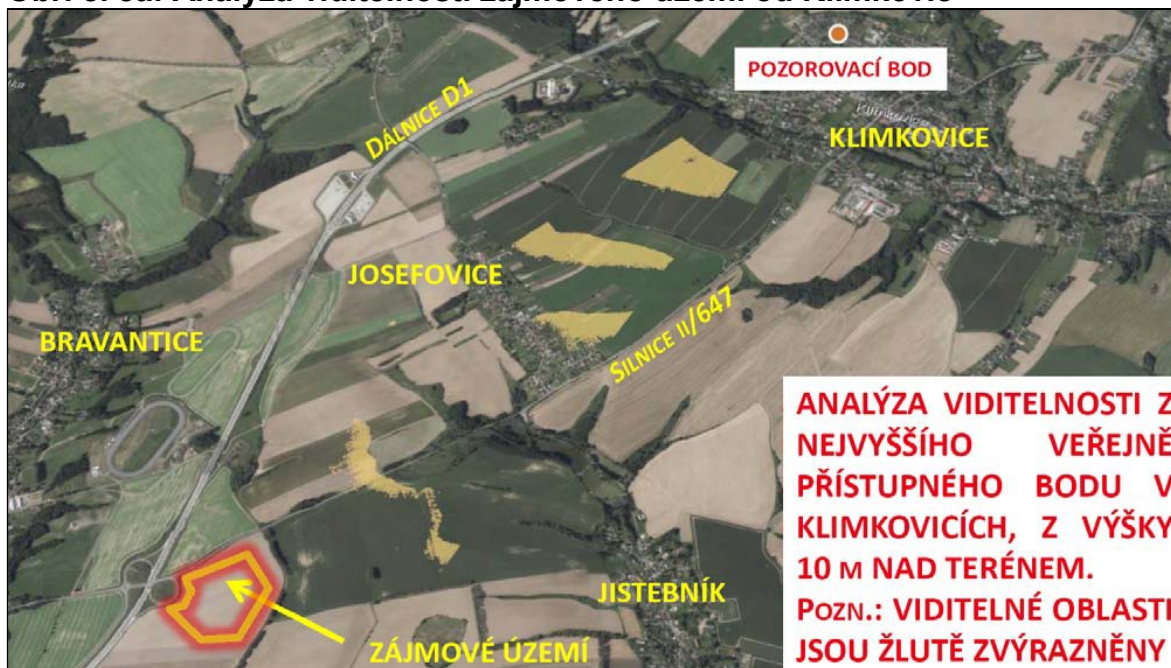 POZOROVACÍ BOD
DÁLNICE D1
KLIMKOVICE
JOSEFOVICE
SILNICE II/647
BRAVANTICE
JISTEBNÍK
ZÁJMOVÉ ÚZEMÍ
ANALÝZA VIDITELNOSTI Z
NEJVYŠŠÍHO VEŘEJNĚ
PŘÍSTUPNÉHO BODU V
KLIMKOVICÍCH, Z VÝŠKY
10 M NAD TERÉNEM.
POZN.: VIDITELNÉ OBLASTI
JSOU ŽLUTĚ ZVÝRAZNĚNY